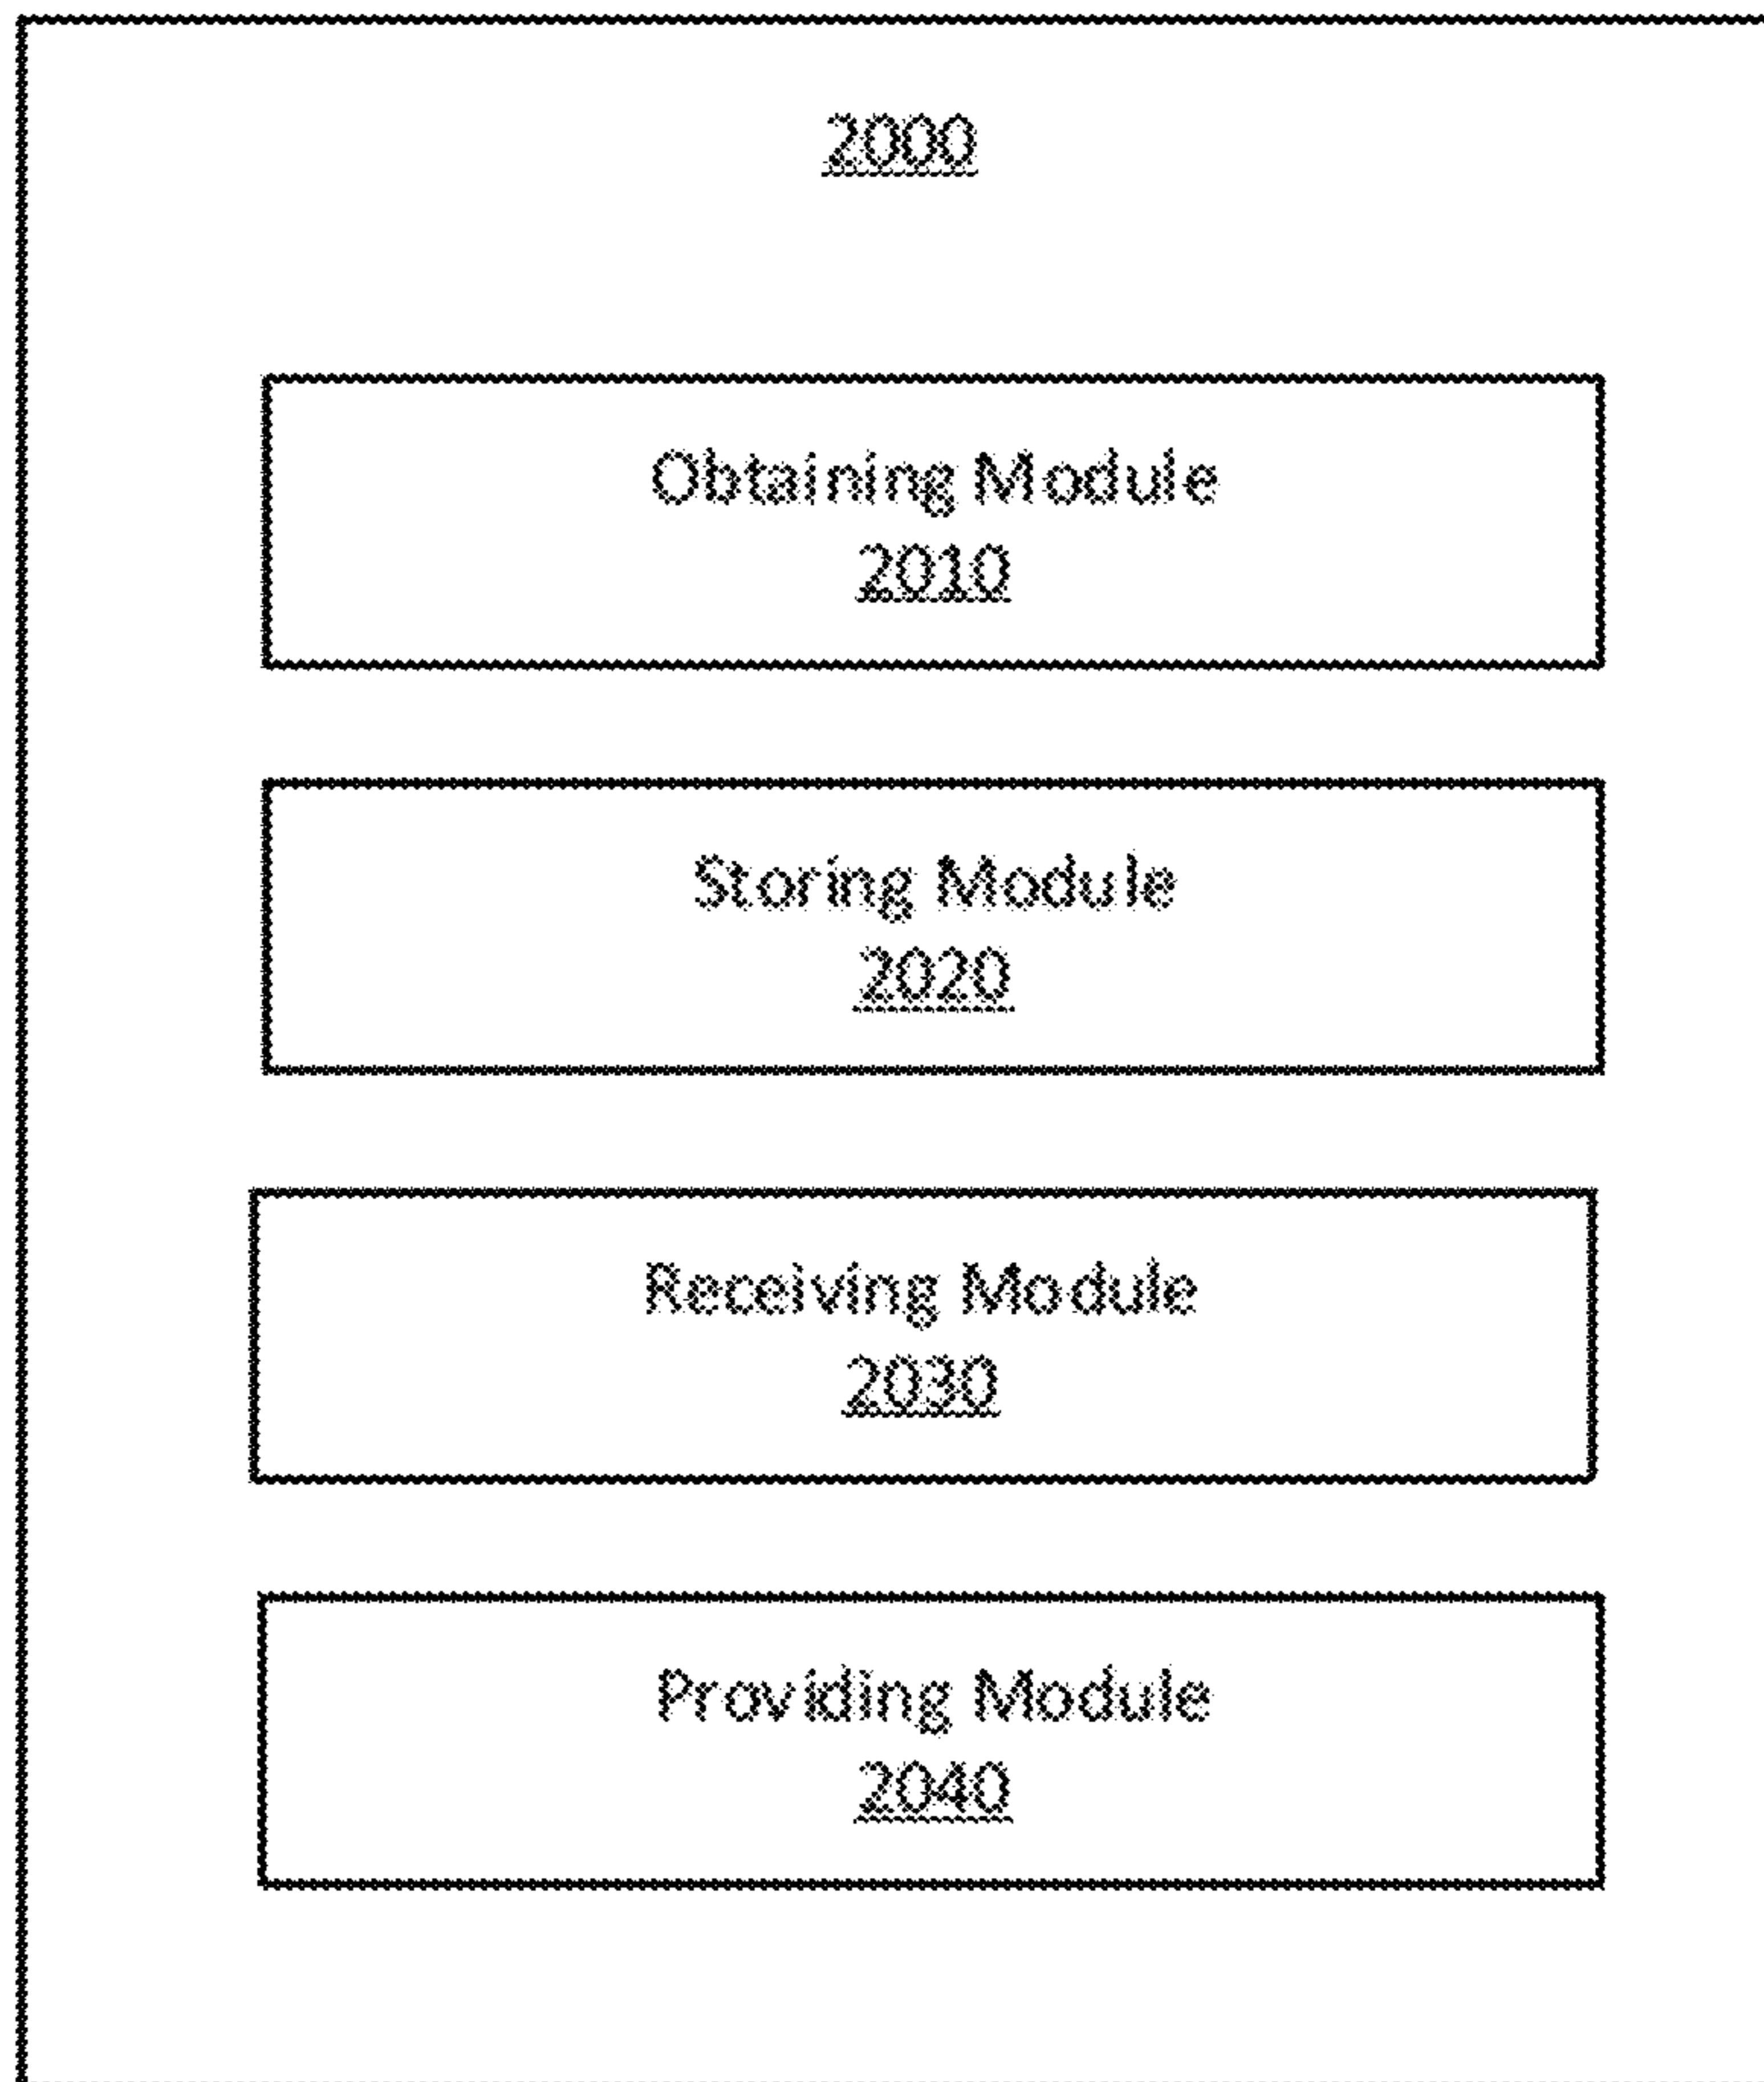 2000
Obtaining Module
2010
Storing Module
2020
Receiving Module
2030
Providing Module
2040